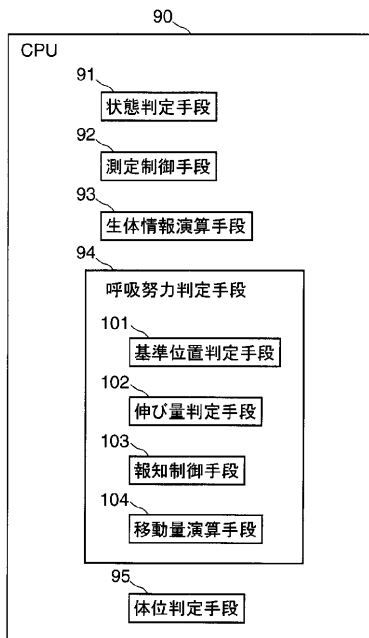 90
CPU
91
状態判定手段
92
測定制御手段
93
生体情報演算手段
94
呼吸努力判定手段
101
基準位置判定手段
102
伸び量判定手段
103
報知制御手段
104
移動量演算手段
95
体位判定手段